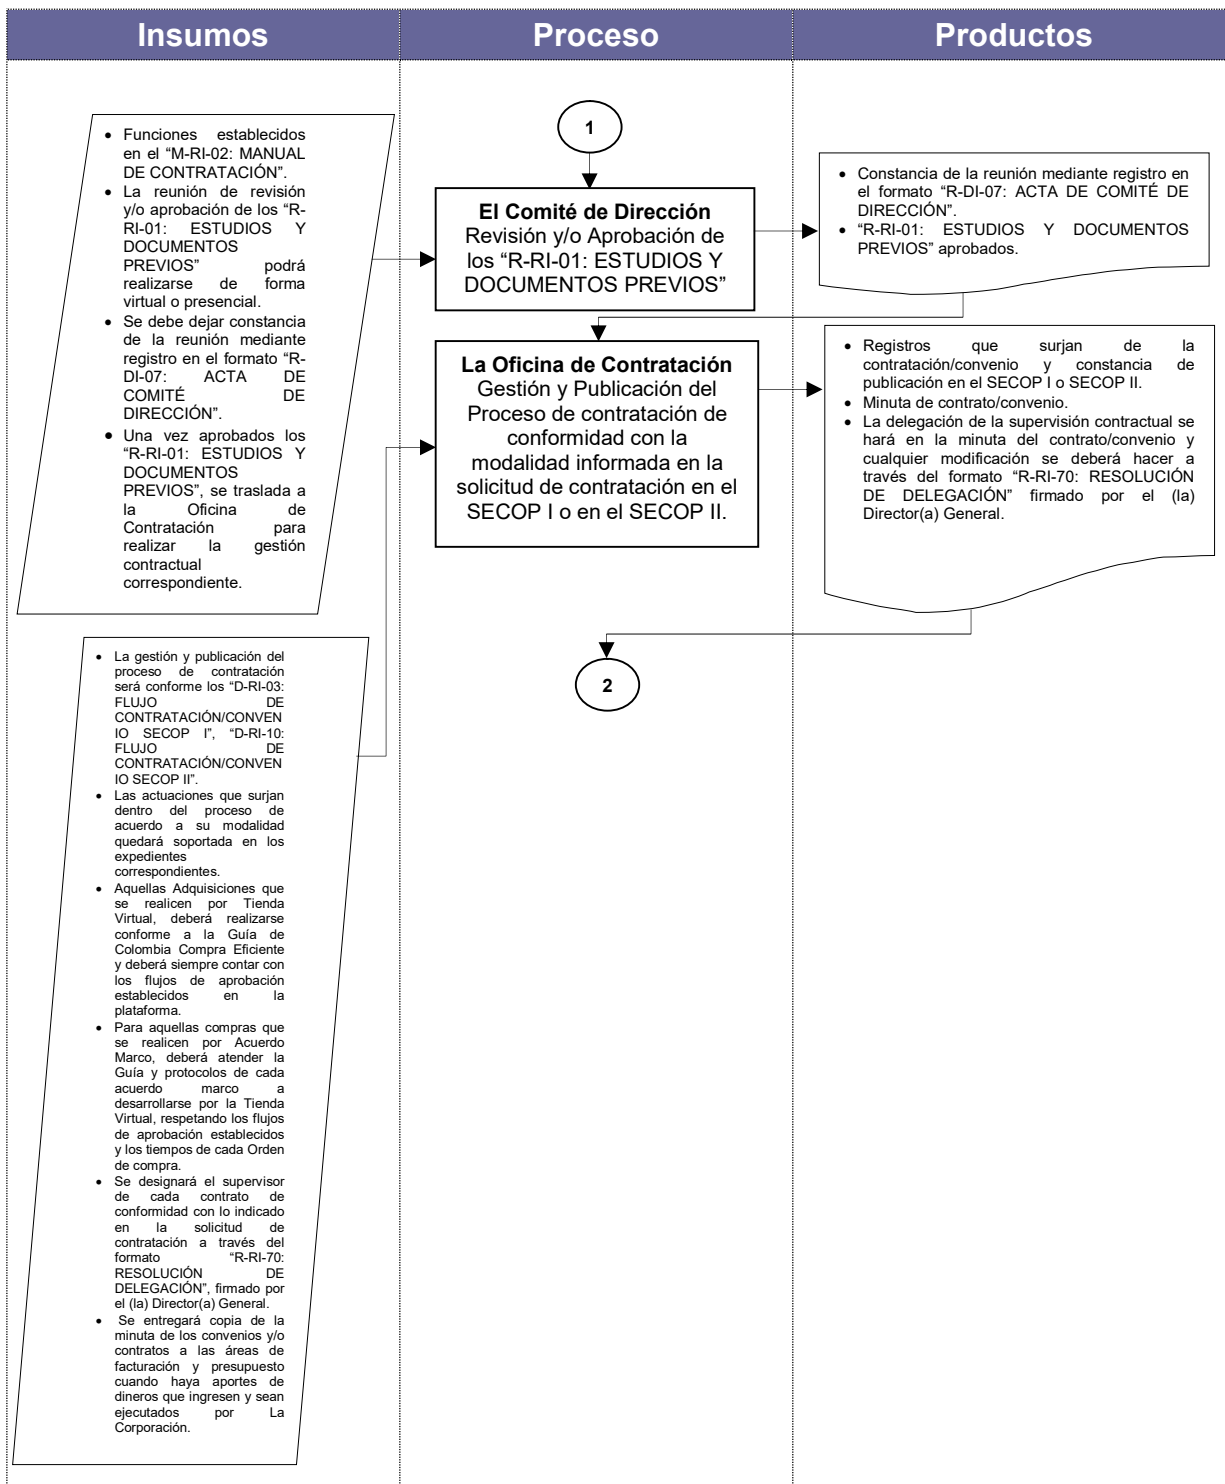 Insumos
Proceso
Productos
• Funciones establecidos
en el “M-RI-02: MANUAL
DE CONTRATACIÓN”.
• La reunión de revisión
y/o aprobación de los “R-
RI-01: ESTUDIOS Y
DOCUMENTOS
PREVIOS” podrá
realizarse de forma
virtual o presencial.
• Se debe dejar constancia
de la reunión mediante
registro en el formato “R-
DI-07: ACTA DE
COMITÉ DE
DIRECCIÓN”.
• Una vez aprobados los
“R-RI-01: ESTUDIOS Y
DOCUMENTOS
PREVIOS”, se traslada a
la Oficina de
Contratación para
realizar la gestión
contractual
correspondiente.
1
El Comité de Dirección
Revisión y/o Aprobación de
los “R-RI-01: ESTUDIOS Y
DOCUMENTOS PREVIOS”
• Constancia de la reunión mediante registro en
el formato “R-DI-07: ACTA DE COMITÉ DE
DIRECCIÓN”.
• “R-RI-01: ESTUDIOS Y DOCUMENTOS
PREVIOS” aprobados.
La Oficina de Contratación
Gestión y Publicación del
Proceso de contratación de
conformidad con la
modalidad informada en la
solicitud de contratación en el
SECOP I o en el SECOP II.
• Registros que surjan de la
contratación/convenio y constancia de
publicación en el SECOP I o SECOP II.
• Minuta de contrato/convenio.
• La delegación de la supervisión contractual se
hará en la minuta del contrato/convenio y
cualquier modificación se deberá hacer a
través del formato “R-RI-70: RESOLUCIÓN
DE DELEGACIÓN” firmado por el (la)
Director(a) General.
2
• La gestión y publicación del
proceso de contratación
será conforme los “D-RI-03:
FLUJO DE
CONTRATACIÓN/CONVEN
IO SECOP I”, “D-RI-10:
FLUJO DE
CONTRATACIÓN/CONVEN
IO SECOP II”.
• Las actuaciones que surjan
dentro del proceso de
acuerdo a su modalidad
quedará soportada en los
expedientes
correspondientes.
• Aquellas Adquisiciones que
se realicen por Tienda
Virtual, deberá realizarse
conforme a la Guía de
Colombia Compra Eficiente
y deberá siempre contar con
los flujos de aprobación
establecidos en la
plataforma.
• Para aquellas compras que
se realicen por Acuerdo
Marco, deberá atender la
Guía y protocolos de cada
acuerdo marco a
desarrollarse por la Tienda
Virtual, respetando los flujos
de aprobación establecidos
y los tiempos de cada Orden
de compra.
• Se designará el supervisor
de cada contrato de
conformidad con lo indicado
en la solicitud de
contratación a través del
formato “R-RI-70:
RESOLUCIÓN DE
DELEGACIÓN”, firmado por
el (la) Director(a) General.
• Se entregará copia de la
minuta de los convenios y/o
contratos a las áreas de
facturación y presupuesto
cuando haya aportes de
dineros que ingresen y sean
ejecutados por La
Corporación.